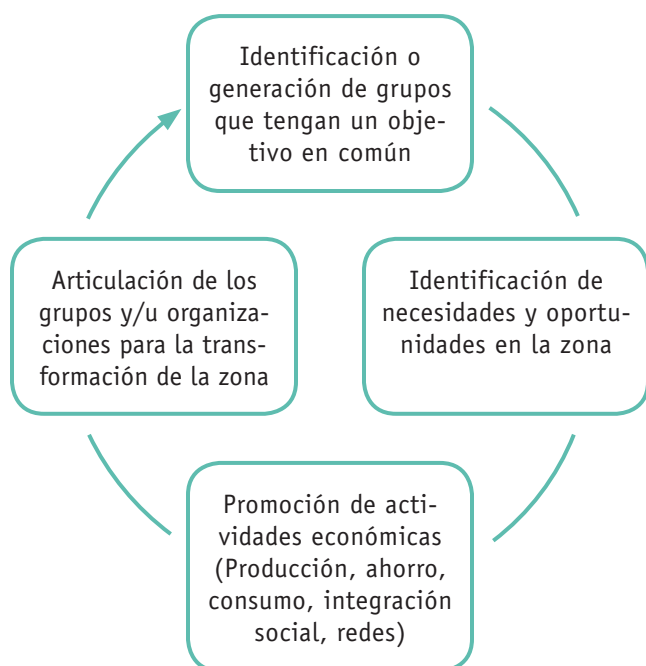 Identificación o
generación de grupos
que tengan un obje-
tivo en común
Identificación de
necesidades y oportu-
nidades en la zona
Promoción de acti-
vidades económicas
(Producción, ahorro,
consumo, integración
social, redes)
Articulación de los
grupos y/u organiza-
ciones para la trans-
formación de la zona